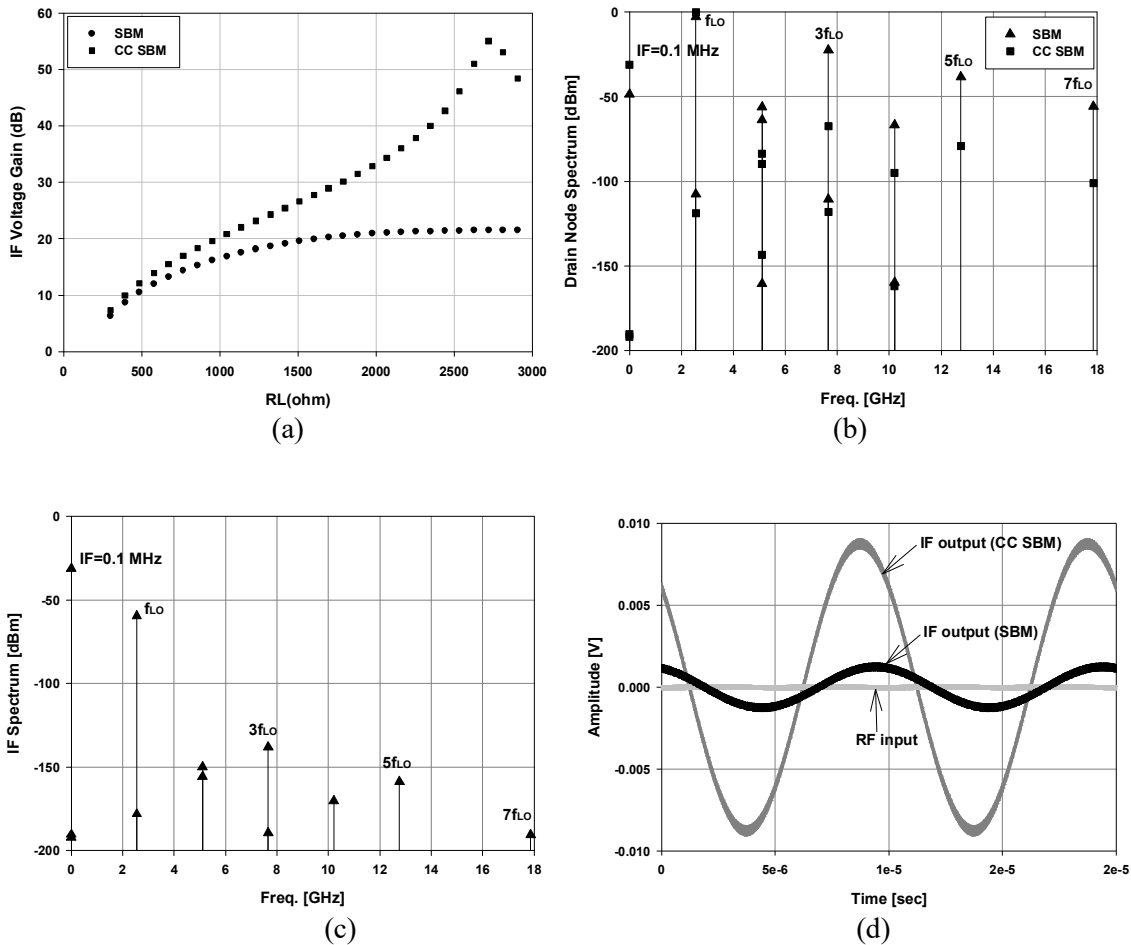 60
50
40
30
20
10
0
IF Voltage Gain (dB)
SBM
CC SBM
0 500 1000 1500 2000 2500 3000
RL(ohm)
(a)
0
-50
-100
-150
-200
Drain Node Spectrum [dBm]
IF=0.1 MHz
fLO
3fLO
5fLO
7fLO
SBM
CC SBM
0 2 4 6 8 10 12 14 16 18
Freq. [GHz]
(b)
0
-50
-100
-150
-200
IF Spectrum [dBm]
IF=0.1 MHz
fLO
3fLO
5fLO
7fLO
0 2 4 6 8 10 12 14 16 18
Freq. [GHz]
(c)
0.010
0.005
0.000
-0.005
-0.010
Amplitude [V]
IF output (CC SBM)
IF output (SBM)
RF input
0 5e-6 1e-5 2e-5 2e-5
Time [sec]
(d)